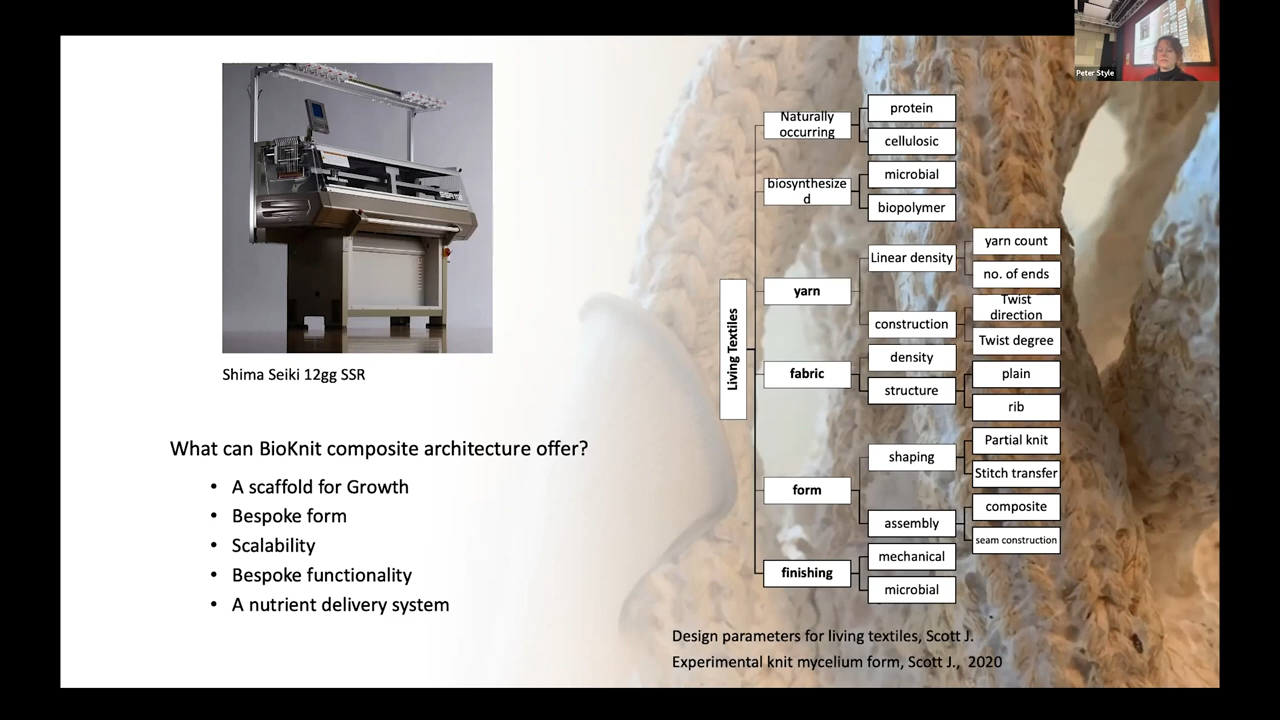 Peter Style
Shima Seiki 12gg SSR
What can BioKnit composite architecture offer?
• A scaffold for Growth
• Bespoke form
• Scalability
• Bespoke functionality
• A nutrient delivery system
Living Textiles
Naturally
occurring
protein
cellulosic
biosynthesize
d
microbial
biopolymer
yarn
Linear density
yarn count
no. of ends
construction
Twist
direction
Twist degree
fabric
density
structure
plain
rib
form
shaping
Partial knit
Stitch transfer
assembly
composite
seam construction
finishing
mechanical
microbial
Design parameters for living textiles, Scott J.
Experimental knit mycelium form, Scott J., 2020